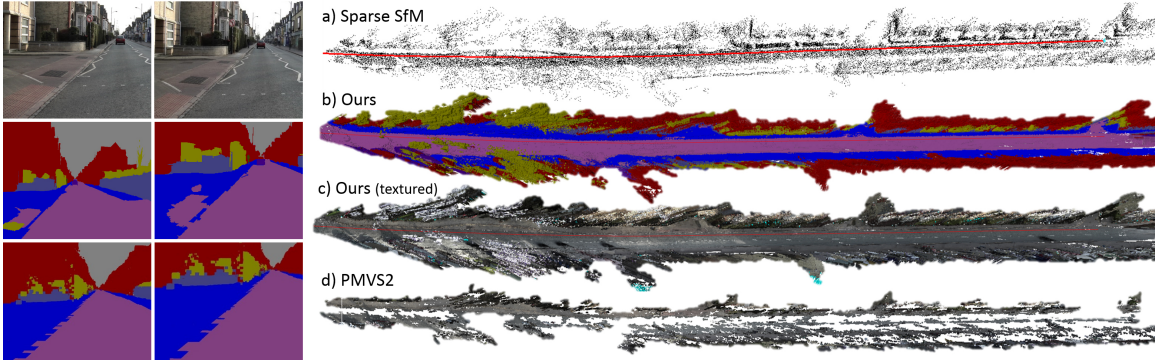 a) Sparse SfM
b) Ours
c) Ours (textured)
d) PMVS2